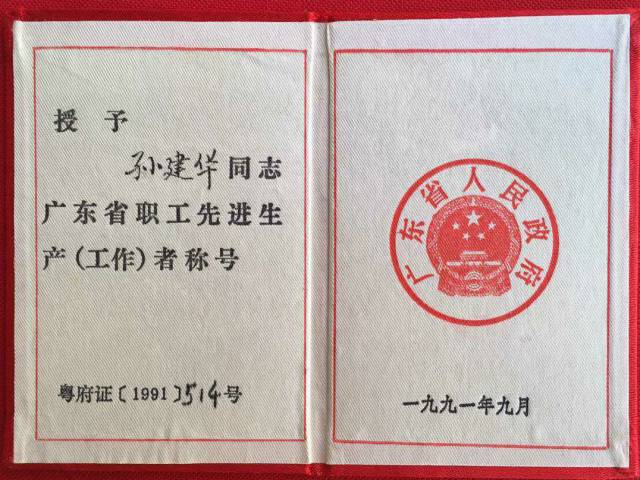 授予
孙建华同志
广东省职工先进生
产(工作)者称号
粤府证〔1991〕514号
广东省人民政府
一九九一年九月